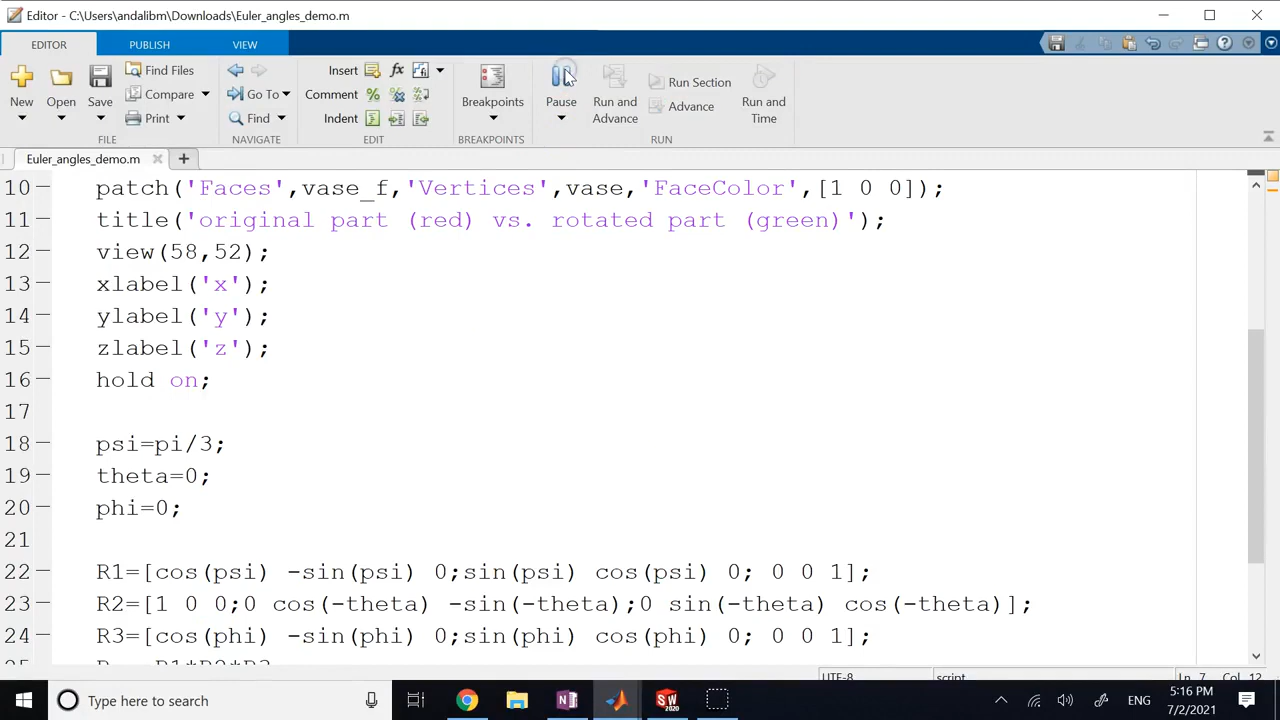 Editor - C:\Users\andalibm\Downloads\Euler_angles_demo.m
EDITOR PUBLISH VIEW
New Open Save Find Files Compare Print
FILE
Go To Find
NAVIGATE
Insert fx
Comment
Indent
EDIT
Breakpoints
BREAKPOINTS
Pause Run and Advance Run Section Advance Run and Time
RUN
Euler_angles_demo.m
10 patch('Faces',vase_f,'Vertices',vase,'FaceColor',[1 0 0]);
11 title('original part (red) vs. rotated part (green)');
12 view(58,52);
13 xlabel('x');
14 ylabel('y');
15 zlabel('z');
16 hold on;
17
18 psi=pi/3;
19 theta=0;
20 phi=0;
21
22 R1=[cos(psi) -sin(psi) 0;sin(psi) cos(psi) 0; 0 0 1];
23 R2=[1 0 0;0 cos(-theta) -sin(-theta);0 sin(-theta) cos(-theta)];
24 R3=[cos(phi) -sin(phi) 0;sin(phi) cos(phi) 0; 0 0 1];
UTF-8 script Ln 7 Col 12
Type here to search
SW 2020
ENG
5:16 PM
7/2/2021